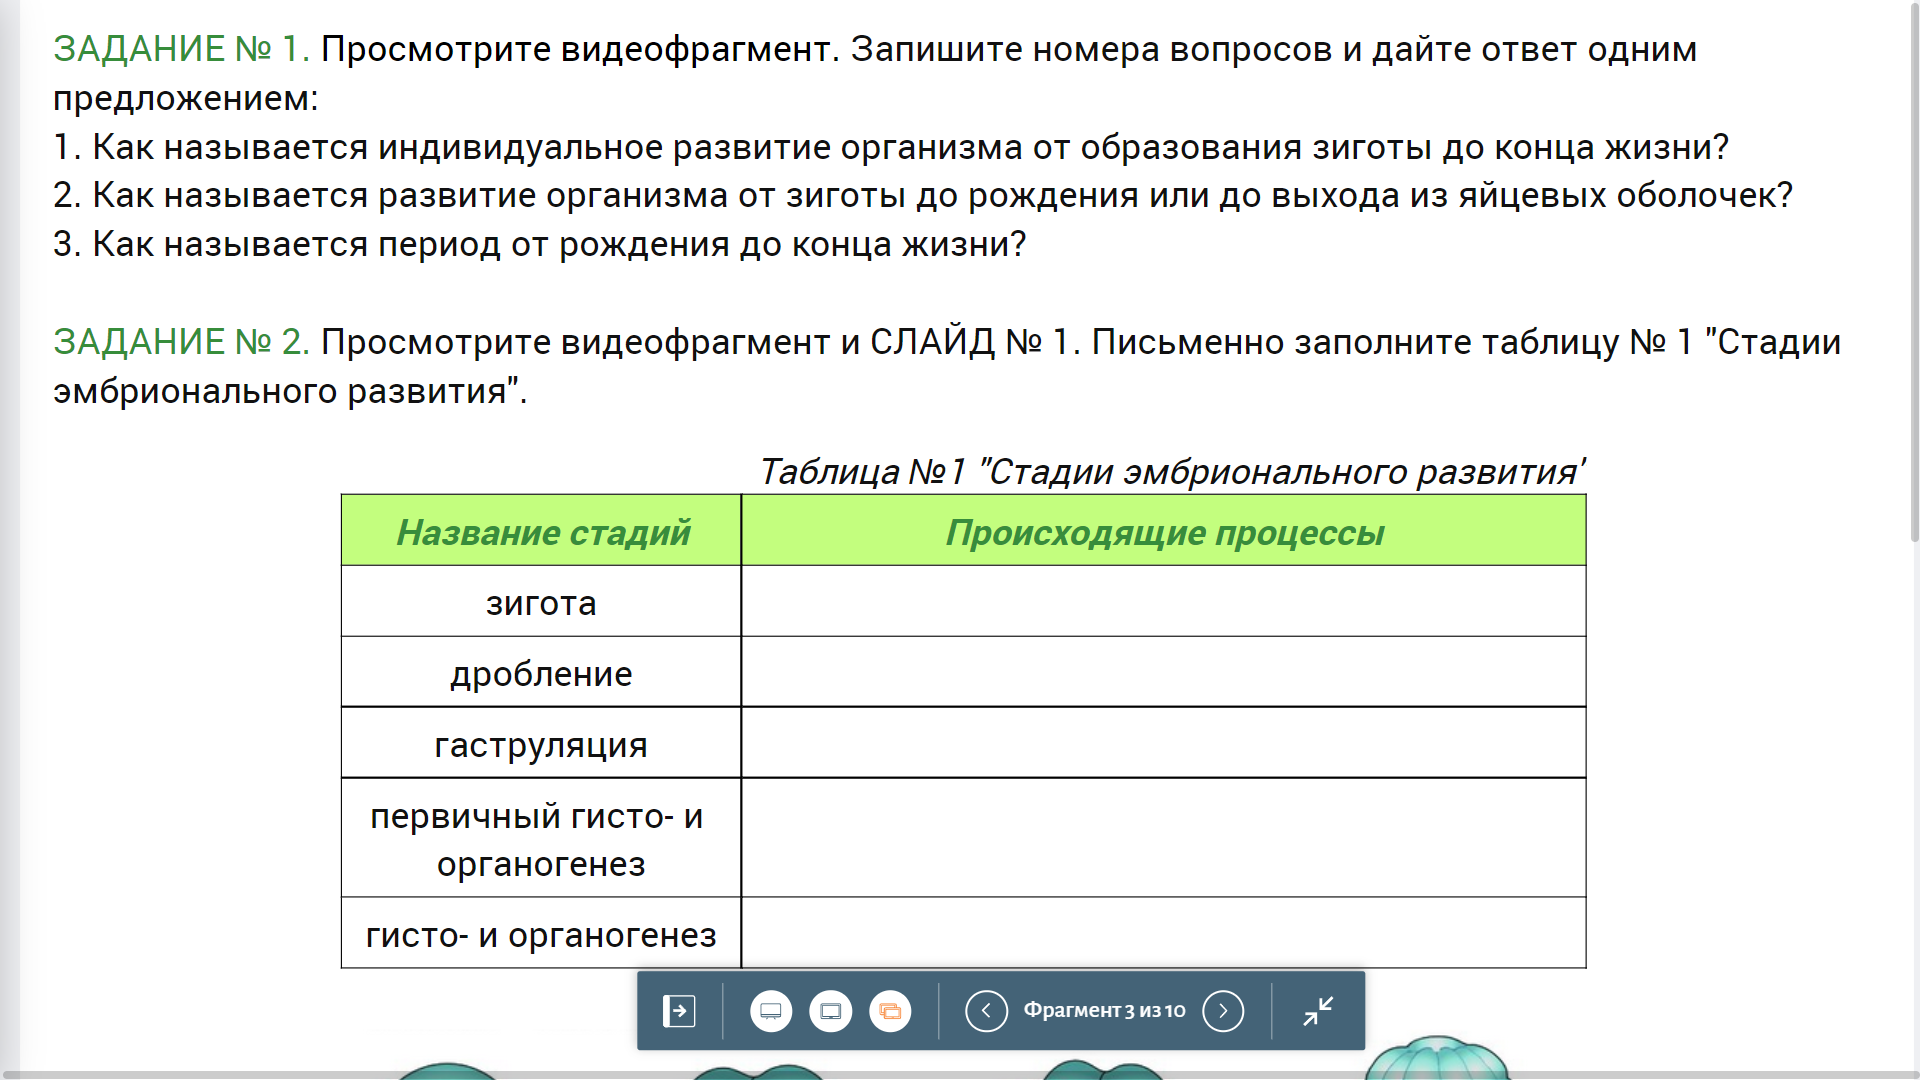 ЗАДАНИЕ № 1. Просмотрите видеофрагмент. Запишите номера вопросов и дайте ответ одним
предложением:
1. Как называется индивидуальное развитие организма от образования зиготы до конца жизни?
2. Как называется развитие организма от зиготы до рождения или до выхода из яйцевых оболочек?
3. Как называется период от рождения до конца жизни?
ЗАДАНИЕ № 2. Просмотрите видеофрагмент и СЛАЙД № 1. Письменно заполните таблицу № 1 "Стадии
эмбрионального развития".
Таблица №1 "Стадии эмбрионального развития'
Название стадий
Происходящие процессы
зигота
дробление
гаструляция
первичный гисто- и
органогенез
гисто- и органогенез
Фрагмент 3 из 10